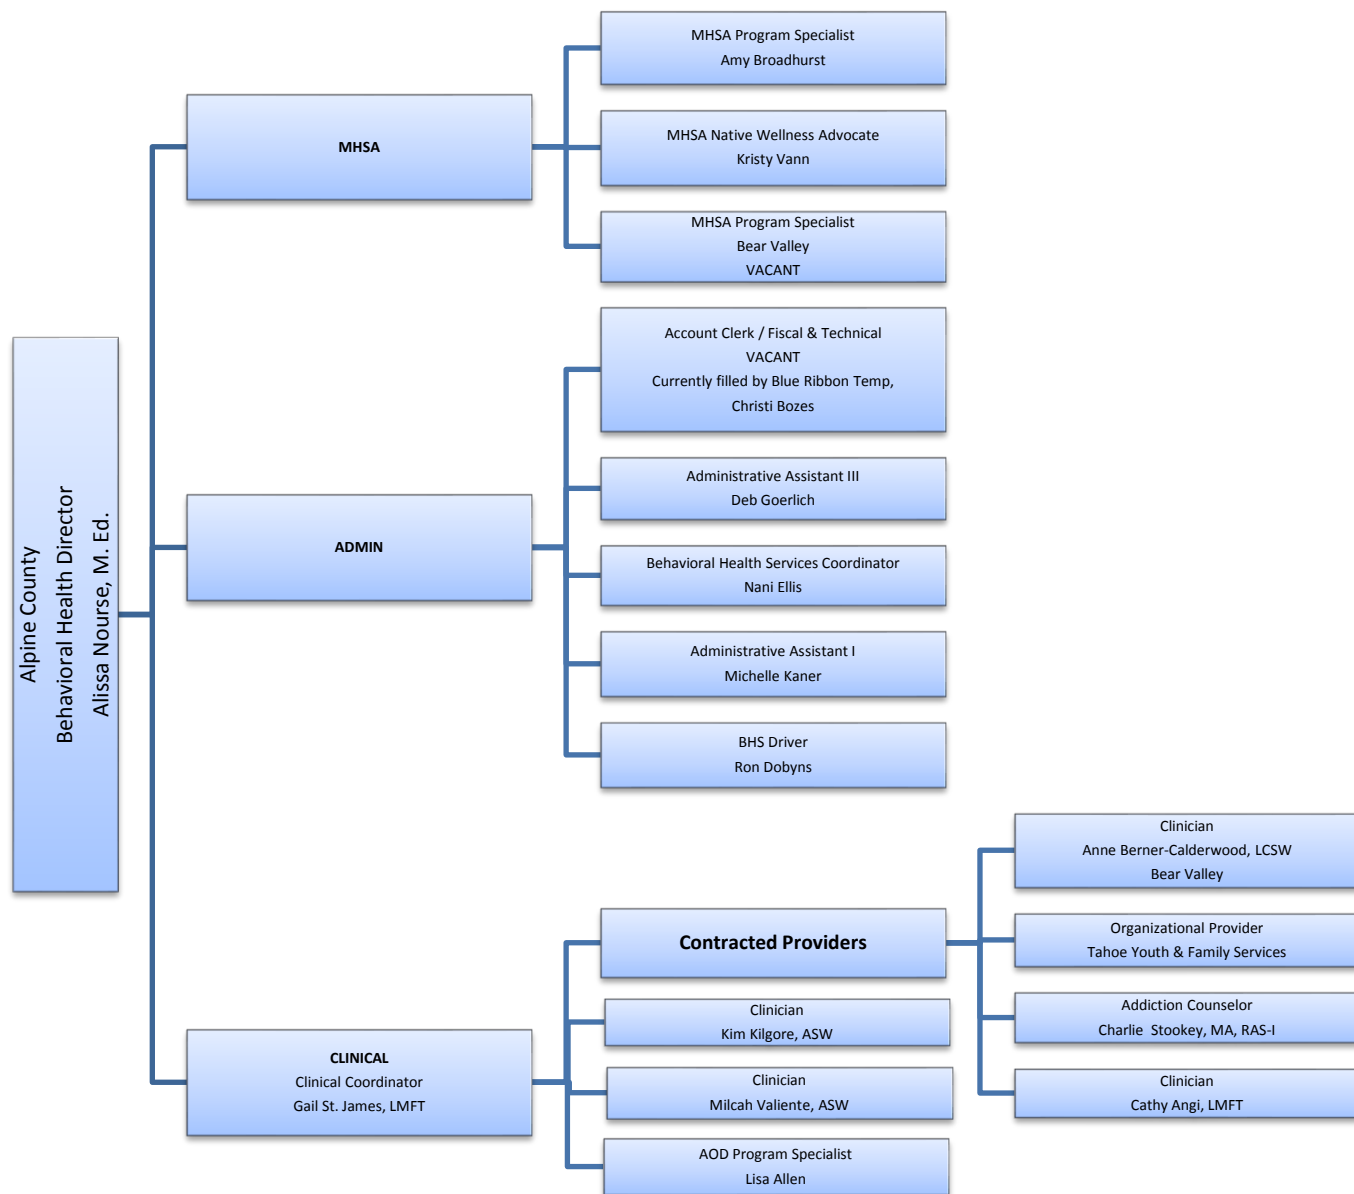 Alpine County
Behavioral Health Director
Alissa Nourse, M. Ed.
MHSA
MHSA Program Specialist
Amy Broadhurst
MHSA Native Wellness Advocate
Kristy Vann
MHSA Program Specialist
Bear Valley
VACANT
ADMIN
Account Clerk / Fiscal & Technical
VACANT
Currently filled by Blue Ribbon Temp,
Christi Bozes
Administrative Assistant III
Deb Goerlich
Behavioral Health Services Coordinator
Nani Ellis
Administrative Assistant I
Michelle Kaner
BHS Driver
Ron Dobyns
CLINICAL
Clinical Coordinator
Gail St. James, LMFT
Contracted Providers
Clinician
Anne Berner-Calderwood, LCSW
Bear Valley
Organizational Provider
Tahoe Youth & Family Services
Addiction Counselor
Charlie  Stookey, MA, RAS-I
Clinician
Cathy Angi, LMFT
Clinician
Kim Kilgore, ASW
Clinician
Milcah Valiente, ASW
AOD Program Specialist
Lisa Allen